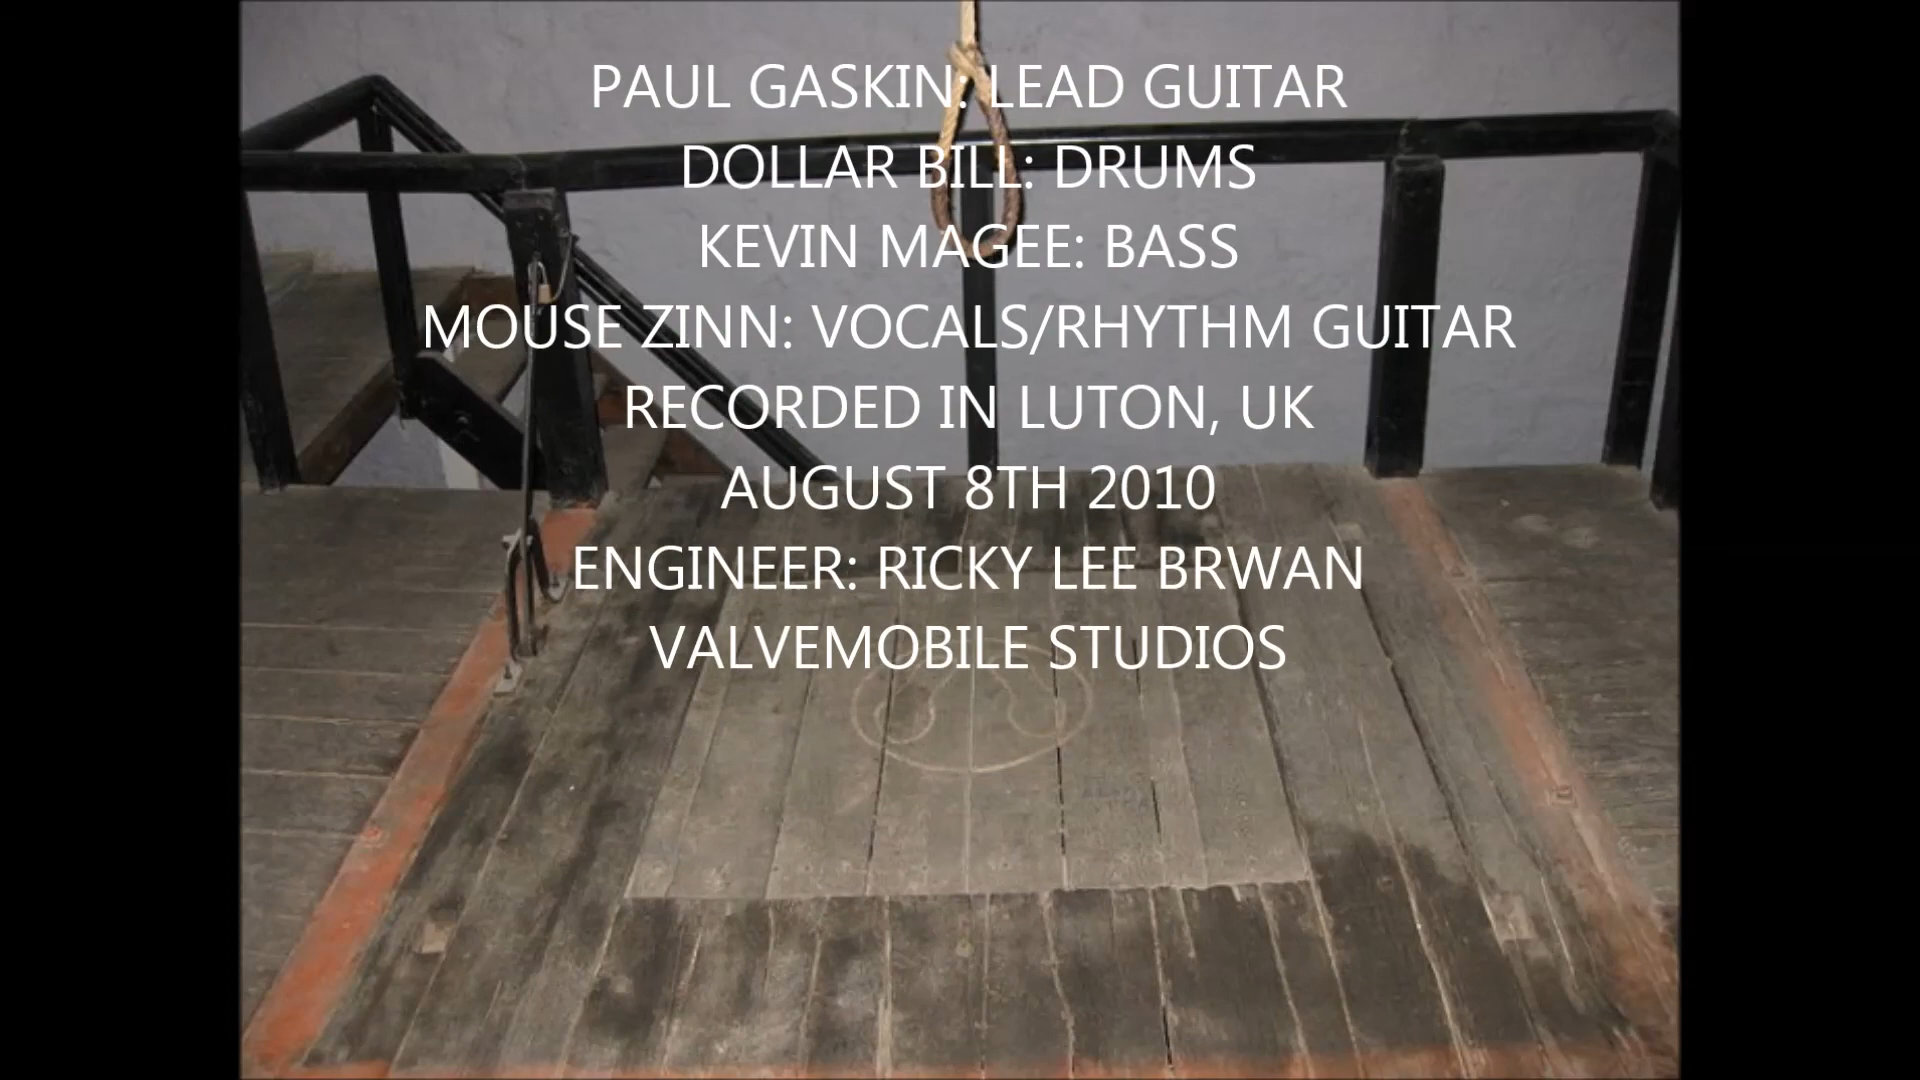 PAUL GASKIN: LEAD GUITAR
DOLLAR BILL: DRUMS
KEVIN MAGEE: BASS
MOUSE ZINN: VOCALS/RHYTHM GUITAR
RECORDED IN LUTON, UK
AUGUST 8TH 2010
ENGINEER: RICKY LEE BRWAN
VALVEMOBILE STUDIOS